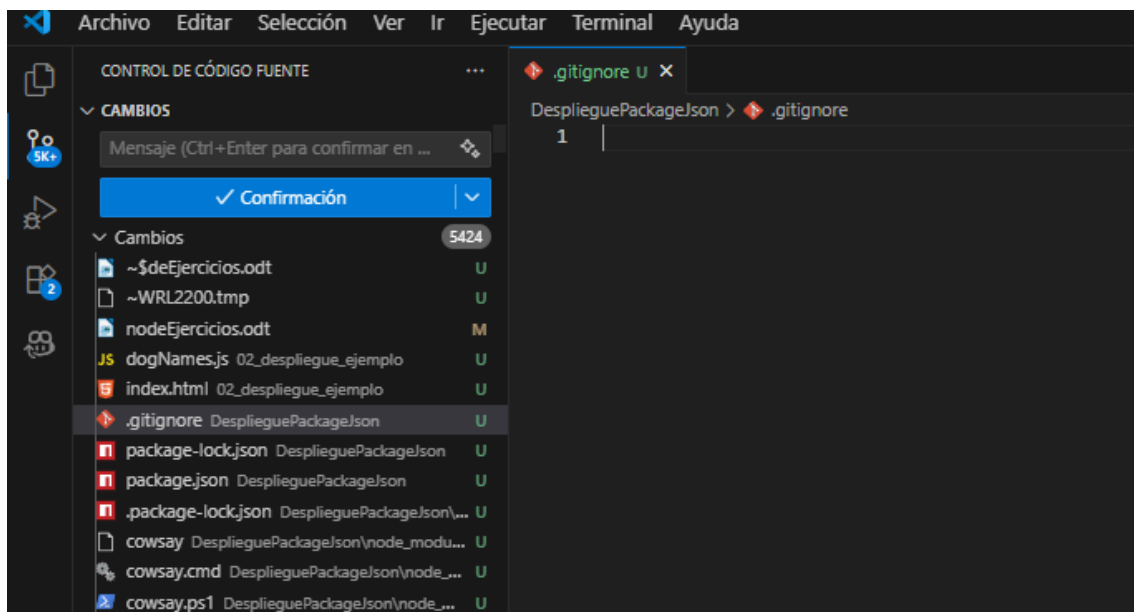 Archivo Editar Selección Ver Ir Ejecutar Terminal Ayuda
CONTROL DE CÓDIGO FUENTE ...
CAMBIOS
Mensaje (Ctrl+Enter para confirmar en ...
Confirmación
Cambios 5424
~$deEjercicios.odt U
~WRL2200.tmp U
nodeEjercicios.odt M
JS dogNames.js 02_despliegue_ejemplo U
index.html 02_despliegue_ejemplo U
.gitignore DesplieguePackageJson U
package-lock.json DesplieguePackageJson U
package.json DesplieguePackageJson U
.package-lock.json DesplieguePackageJson\... U
cowsay DesplieguePackageJson\node_modu... U
cowsay.cmd DesplieguePackageJson\node_... U
cowsay.ps1 DesplieguePackageJson\node_... U
5K+
2
.gitignore U ×
DesplieguePackageJson > .gitignore
1